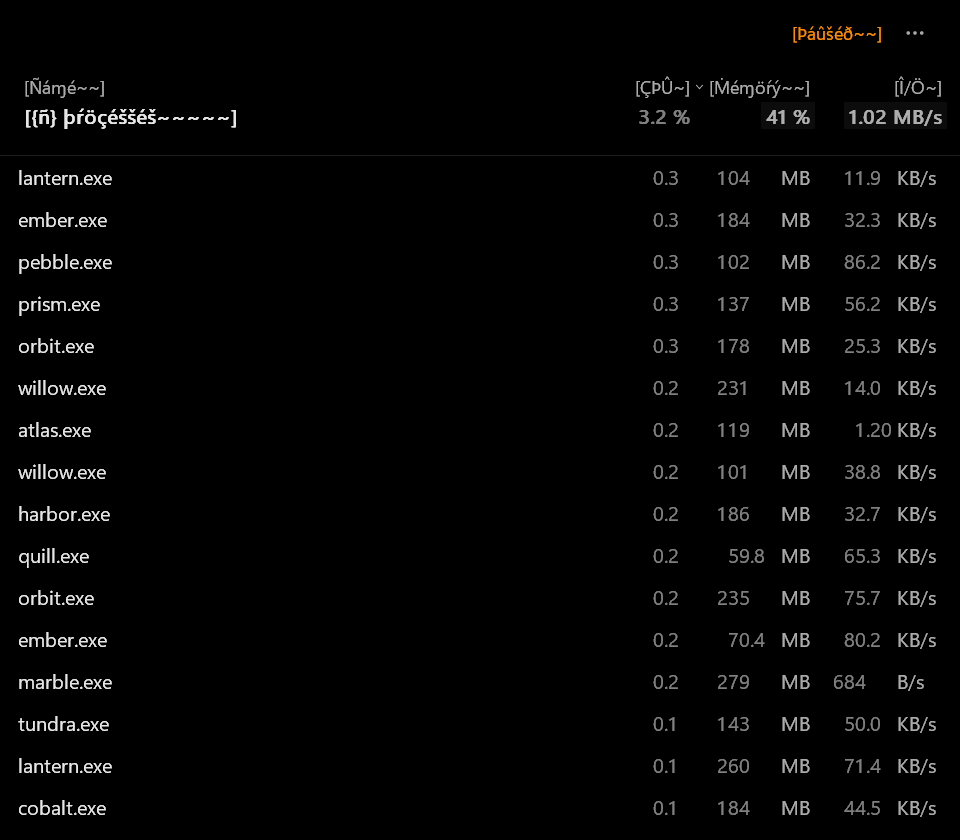 [Þáûšéð~~] ···
[Ñáɱé~~] [ÇÞÛ~] [Ṁéɱöŕý~~] [Î/Ö~]
[{ñ} þŕöçéššéš~~~~~] 3.2 % 41 % 1.02 MB/s
lantern.exe 0.3 104 MB 11.9 KB/s
ember.exe 0.3 184 MB 32.3 KB/s
pebble.exe 0.3 102 MB 86.2 KB/s
prism.exe 0.3 137 MB 56.2 KB/s
orbit.exe 0.3 178 MB 25.3 KB/s
willow.exe 0.2 231 MB 14.0 KB/s
atlas.exe 0.2 119 MB 1.20 KB/s
willow.exe 0.2 101 MB 38.8 KB/s
harbor.exe 0.2 186 MB 32.7 KB/s
quill.exe 0.2 59.8 MB 65.3 KB/s
orbit.exe 0.2 235 MB 75.7 KB/s
ember.exe 0.2 70.4 MB 80.2 KB/s
marble.exe 0.2 279 MB 684 B/s
tundra.exe 0.1 143 MB 50.0 KB/s
lantern.exe 0.1 260 MB 71.4 KB/s
cobalt.exe 0.1 184 MB 44.5 KB/s